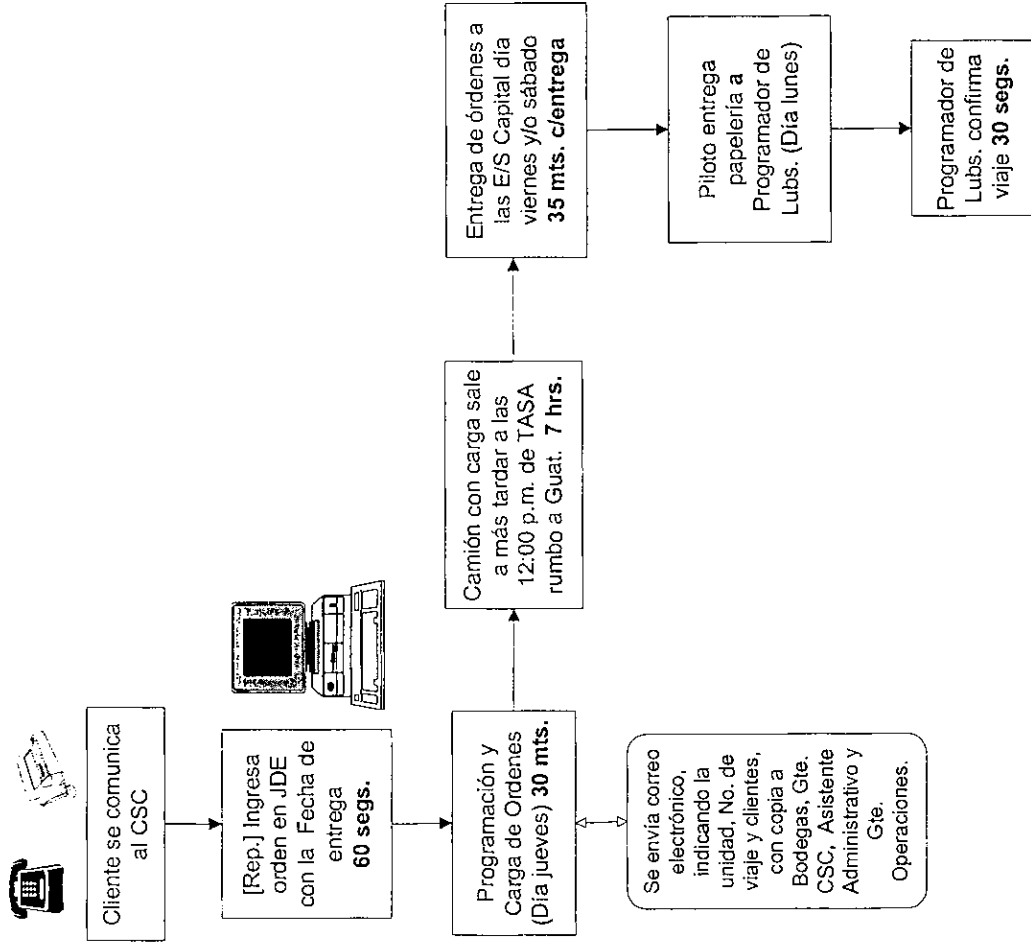 Cliente se comunica
al CSC
[Rep.] Ingresa
orden en JDE
con la Fecha de
entrega
60 segs.
Programación y
Carga de Ordenes
(Día jueves) 30 mts.
Se envía correo
electrónico,
indicando la
unidad, No. de
viaje y clientes,
con copia a
Bodegas, Gte.
CSC, Asistente
Administrativo y
Gte.
Operaciones.
Camión con carga sale
a más tardar a las
12:00 p.m. de TASA
rumbo a Guat. 7 hrs.
Entrega de órdenes a
las E/S Capital día
viernes y/o sábado
35 mts. c/entrega
Piloto entrega
papelería a
Programador de
Lubs. (Día lunes)
Programador de
Lubs. confirma
viaje 30 segs.